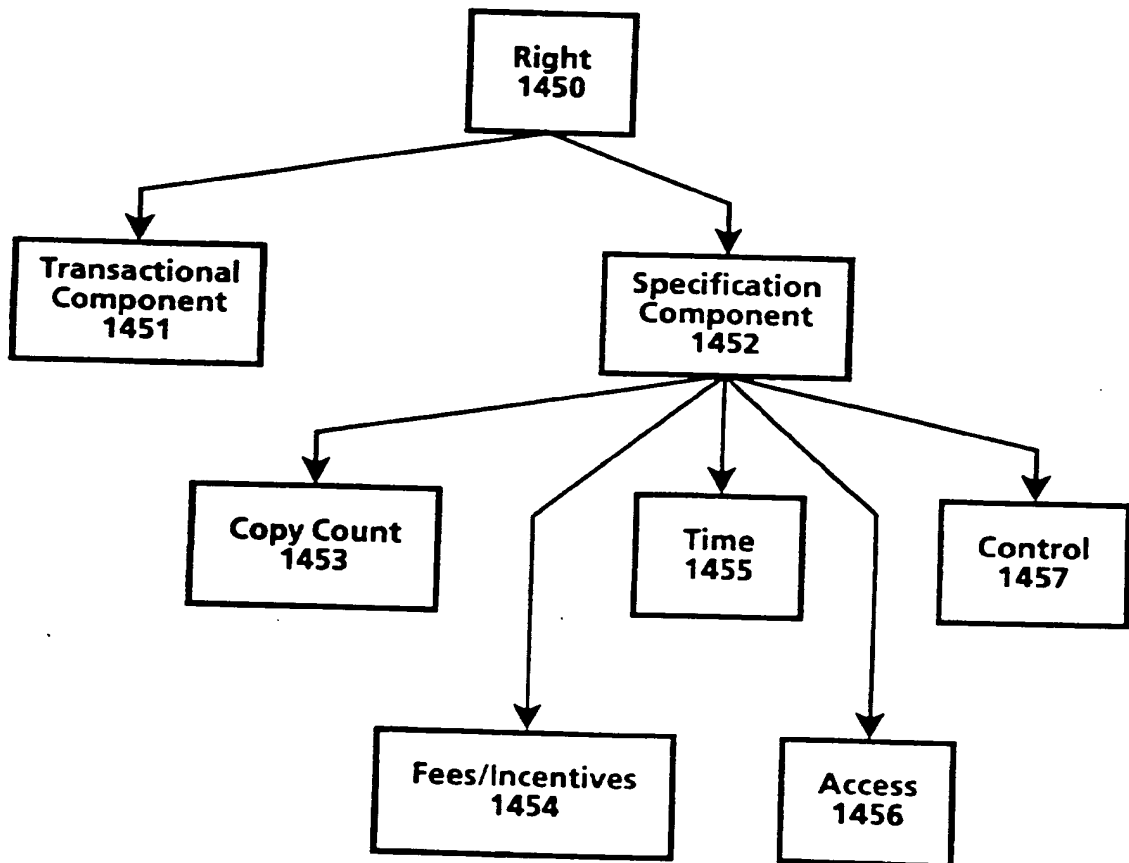 Right
1450
Transactional
Component
1451
Specification
Component
1452
Copy Count
1453
Time
1455
Control
1457
Fees/Incentives
1454
Access
1456